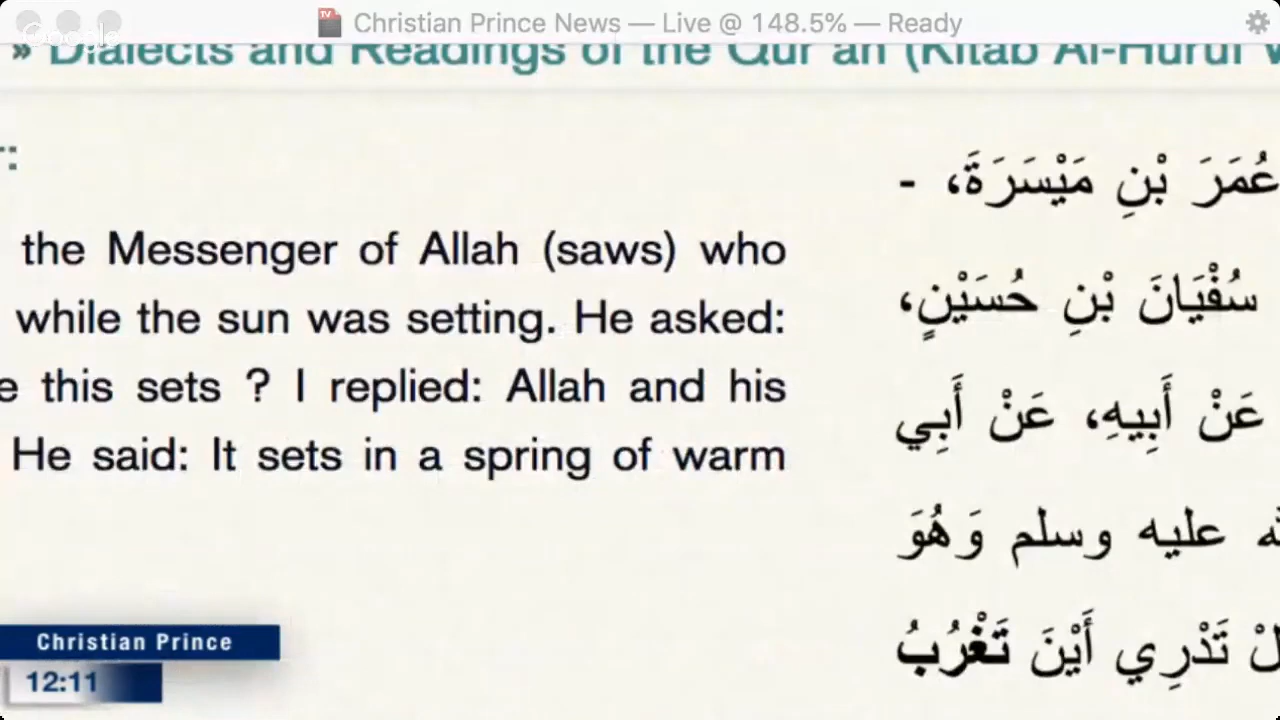 Christian Prince News — Live @ 148.5% — Ready
Google
» Dialects and Readings of the Qur'an (Kitab Al-Huruf
عُمَرَ بْنِ مَيْسَرَةَ، -
the Messenger of Allah (saws) who
سُفْيَانَ بْنِ حُسَيْنٍ،
while the sun was setting. He asked:
this sets ? I replied: Allah and his
عَنْ أَبِيهِ، عَنْ أَبِي
He said: It sets in a spring of warm
عليه وسلم وَهُوَ
Christian Prince
تَدْرِي أَيْنَ تَغْرُبُ
12:11